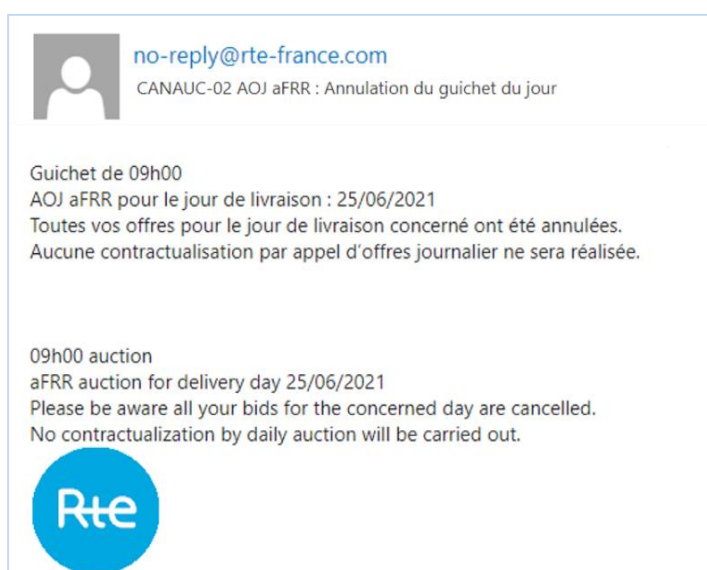 no-reply@rte-france.com
CANAUC-02 AOJ aFRR : Annulation du guichet du jour
Guichet de 09h00
AOJ aFRR pour le jour de livraison : 25/06/2021
Toutes vos offres pour le jour de livraison concerné ont été annulées.
Aucune contractualisation par appel d'offres journalier ne sera réalisée.
09h00 auction
aFRR auction for delivery day 25/06/2021
Please be aware all your bids for the concerned day are cancelled.
No contractualization by daily auction will be carried out.
Rte